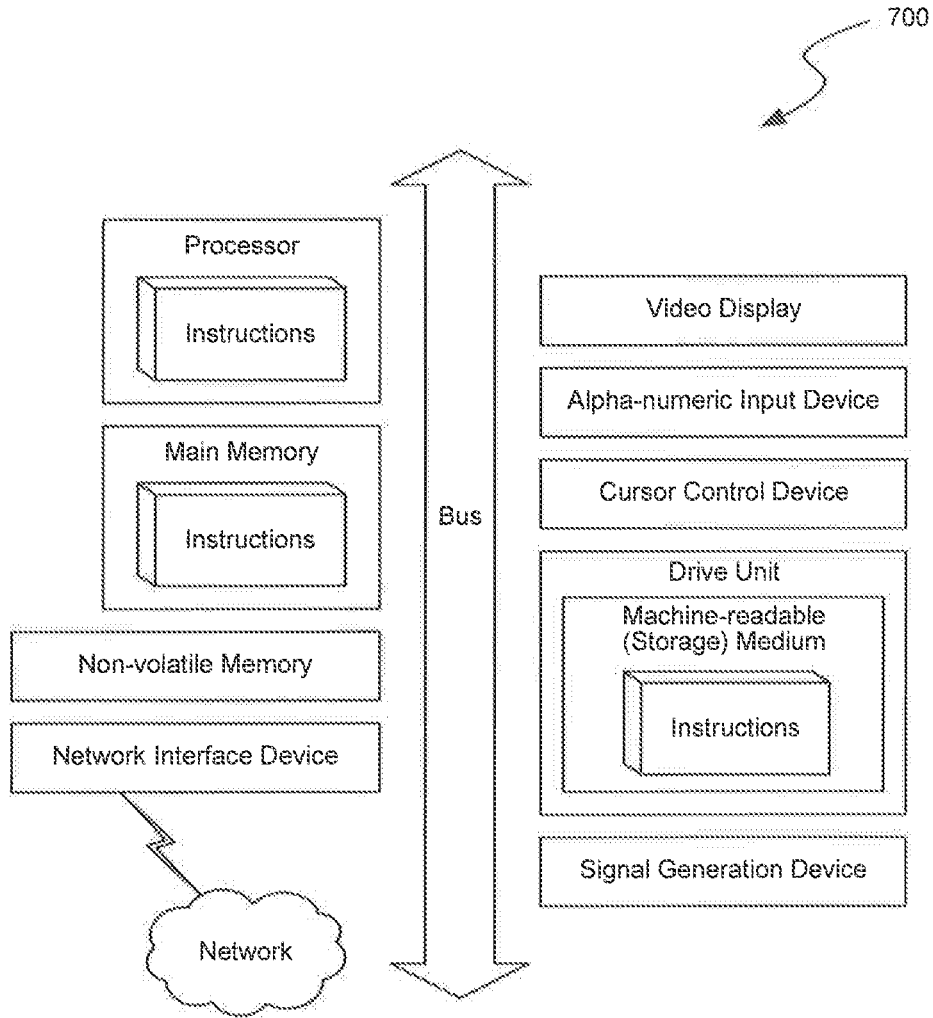 700
Processor
Instructions
Main Memory
Instructions
Non-volatile Memory
Network Interface Device
Network
Bus
Video Display
Alpha-numeric Input Device
Cursor Control Device
Drive Unit
Machine-readable
(Storage) Medium
Instructions
Signal Generation Device